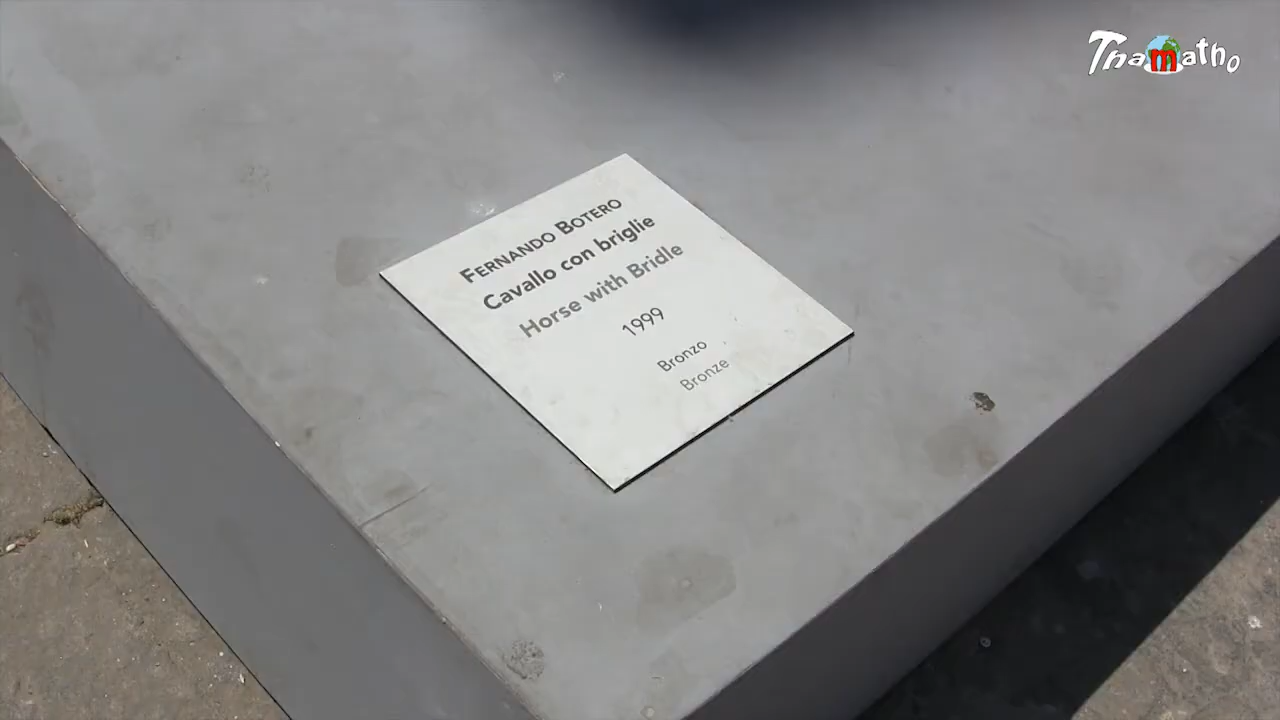 Thamatho
FERNANDO BOTERO
Cavallo con briglie
Horse with Bridle
1999
Bronzo
Bronze